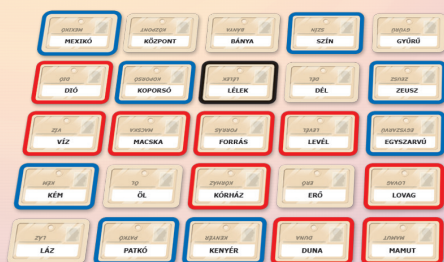 MEXIKÓ KÖZPONT BÁNYA SZÍN GYŰRŰ
DIÓ KOPORSÓ LÉLEK DÉL ZEUSZ
VÍZ MACSKA FORRÁS LEVÉL EGYSZARVÚ
KÉM ÖL KÓRHÁZ ERŐ LOVAG
LÁZ PATKÓ KENYÉR DUNA MAMUT